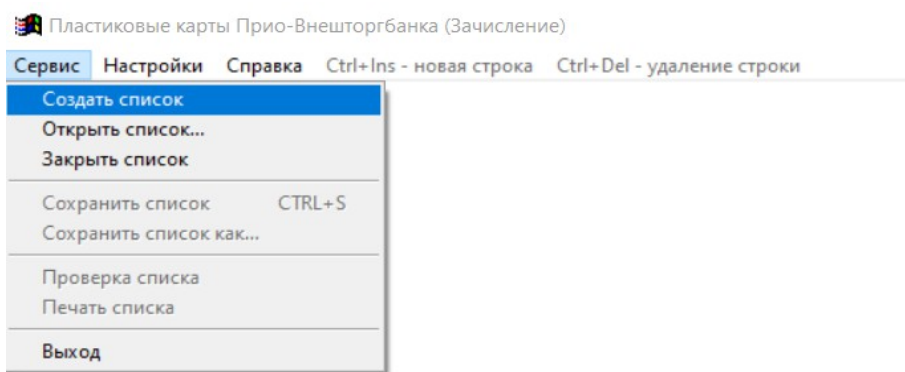 Пластиковые карты Прио-Внешторгбанка (Зачисление)
Сервис Настройки Справка Ctrl+Ins - новая строка Ctrl+Del - удаление строки
Создать список
Открыть список...
Закрыть список
Сохранить список CTRL+S
Сохранить список как...
Проверка списка
Печать списка
Выход